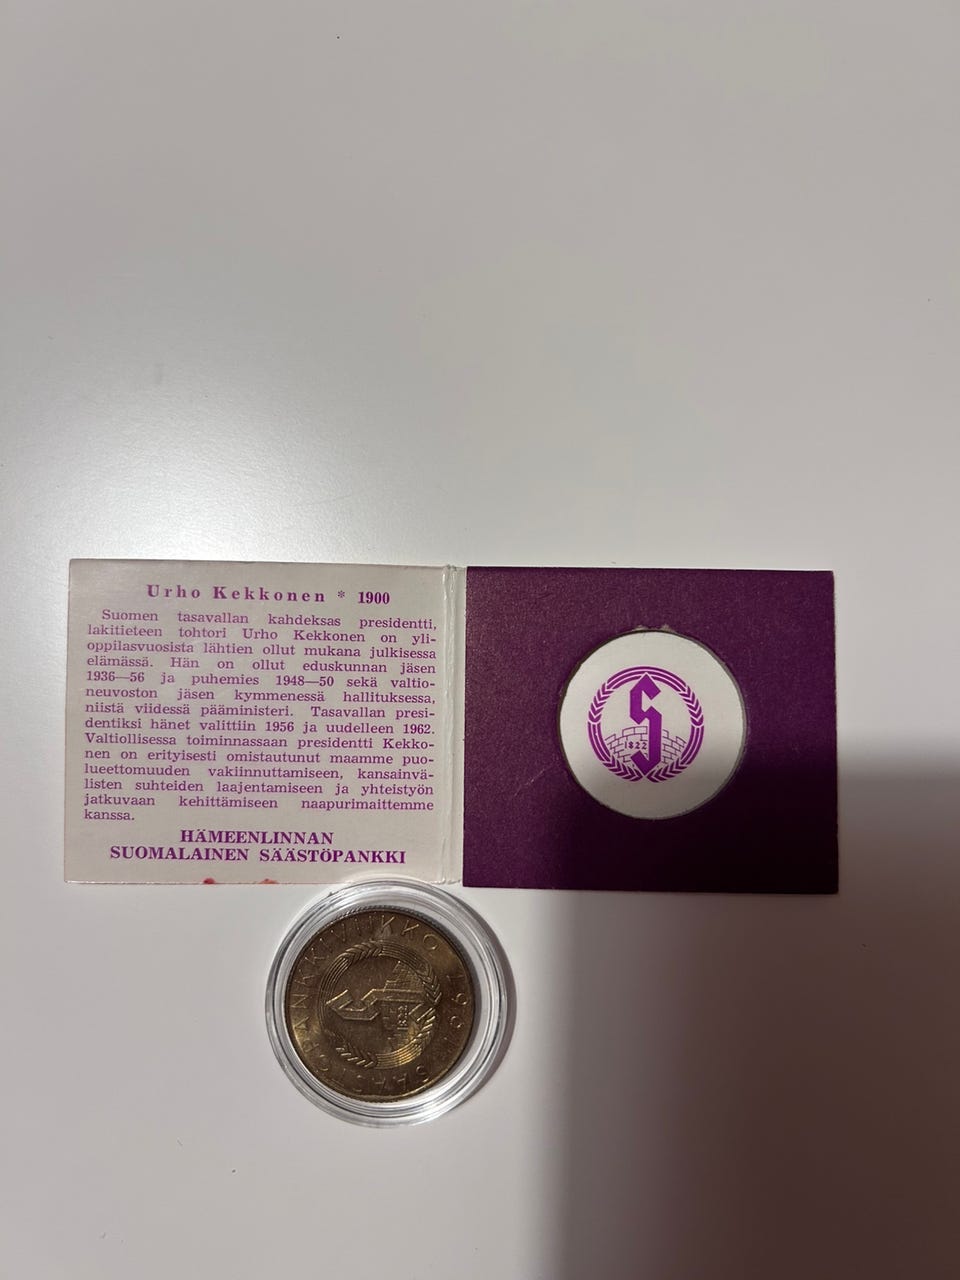 Urho Kekkonen * 1900
Suomen tasavallan kahdeksas presidentti,
lakitieteen tohtori Urho Kekkonen on yli-
oppilasvuosista lähtien ollut mukana julkisessa
elämässä. Hän on ollut eduskunnan jäsen
1936—56 ja puhemies 1948—50 sekä valtio-
neuvoston jäsen kymmenessä hallituksessa,
niistä viidessä pääministeri. Tasavallan presi-
dentiksi hänet valittiin 1956 ja uudelleen 1962.
Valtiollisessa toiminnassaan presidentti Kekko-
nen on erityisesti omistautunut maamme puo-
lueettomuuden vakiinnuttamiseen, kansainvä-
listen suhteiden laajentamiseen ja yhteistyön
jatkuvaan kehittämiseen naapurimaittemme
kanssa.
HÄMEENLINNAN
SUOMALAINEN SÄÄSTÖPANKKI
S
1822
SÄÄSTÖPANKKIVIIKKO
S
1822